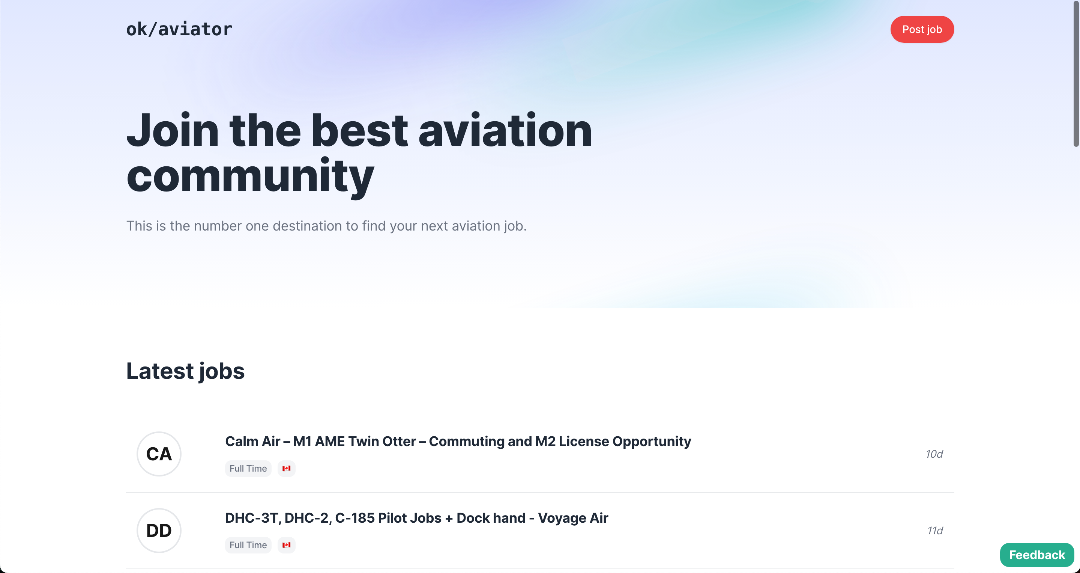 ok/aviator
Post job
Join the best aviation
community
This is the number one destination to find your next aviation job.
Latest jobs
CA
Calm Air – M1 AME Twin Otter – Commuting and M2 License Opportunity
Full Time
10d
DD
DHC-3T, DHC-2, C-185 Pilot Jobs + Dock hand - Voyage Air
Full Time
11d
Feedback